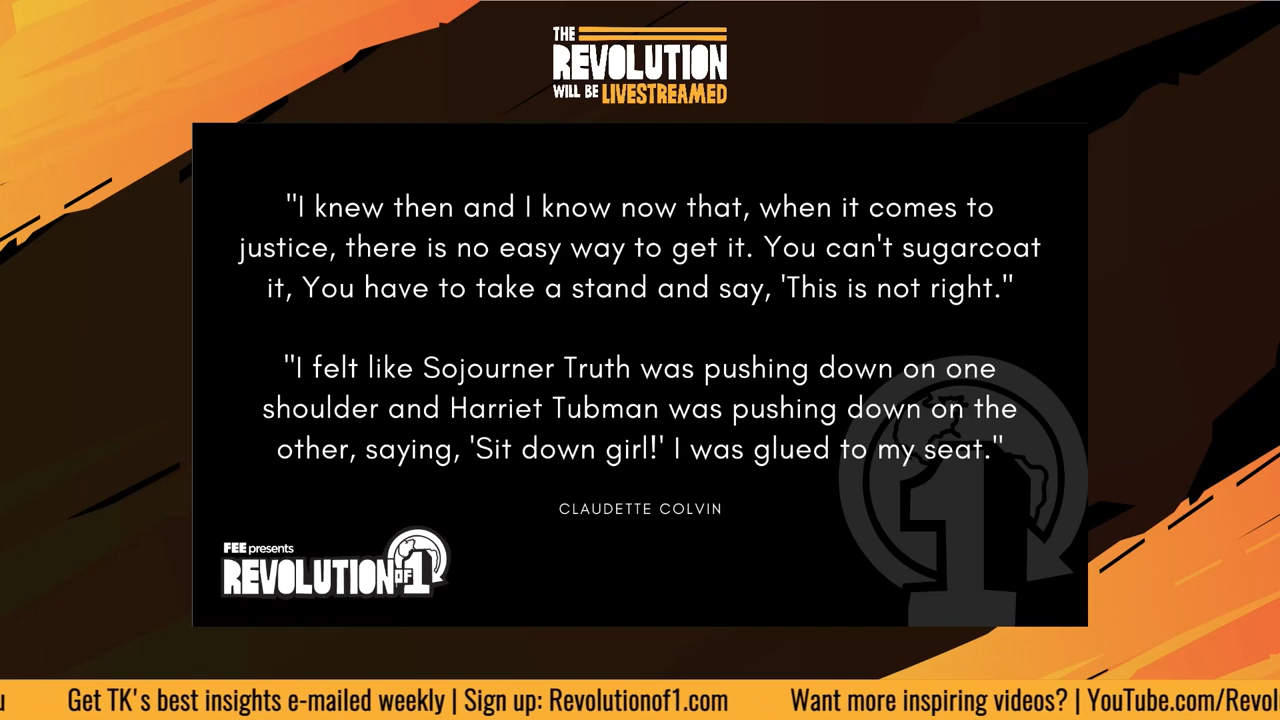 THE
REVOLUTION
WILL BE LIVESTREAMED
"I knew then and I know now that, when it comes to
justice, there is no easy way to get it. You can't sugarcoat
it, You have to take a stand and say, 'This is not right."
"I felt like Sojourner Truth was pushing down on one
shoulder and Harriet Tubman was pushing down on the
other, saying, 'Sit down girl!' I was glued to my seat."
CLAUDETTE COLVIN
FEE presents
REVOLUTION OF 1
u Get TK's best insights e-mailed weekly | Sign up: Revolutionof1.com Want more inspiring videos? | YouTube.com/Revol